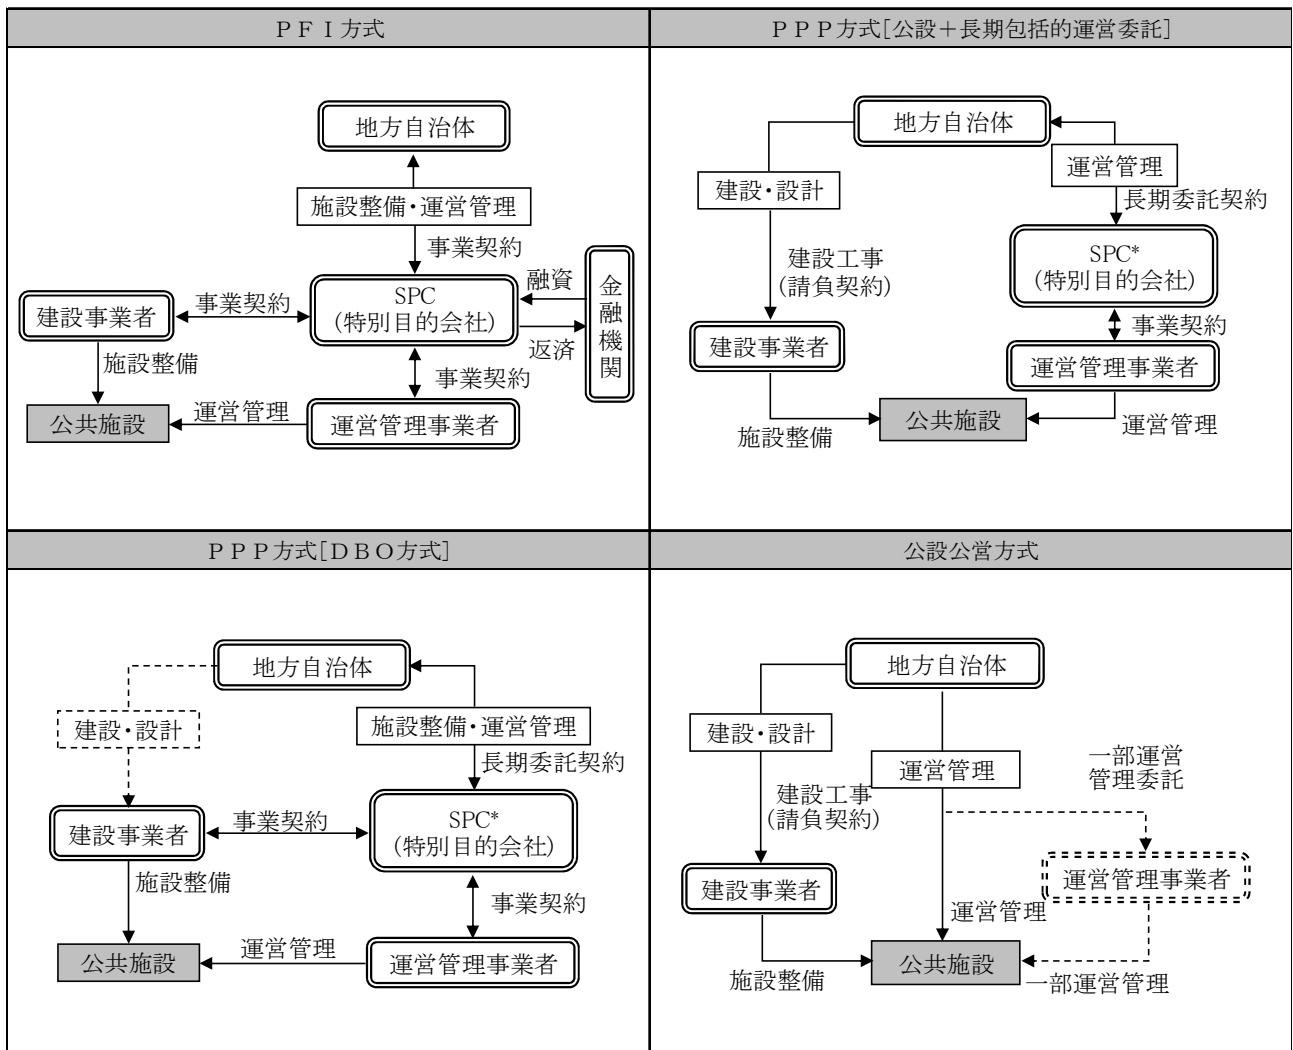 ＰＦＩ方式
地方自治体
施設整備・運営管理
事業契約
SPC
(特別目的会社)
融資
返済
金融機関
建設事業者
事業契約
施設整備
事業契約
公共施設
運営管理
運営管理事業者
ＰＰＰ方式[公設＋長期包括的運営委託]
地方自治体
建設・設計
運営管理
長期委託契約
建設工事
(請負契約)
SPC*
(特別目的会社)
建設事業者
事業契約
運営管理事業者
施設整備
公共施設
運営管理
ＰＰＰ方式[ＤＢＯ方式]
地方自治体
建設・設計
施設整備・運営管理
長期委託契約
建設事業者
事業契約
SPC*
(特別目的会社)
施設整備
事業契約
公共施設
運営管理
運営管理事業者
公設公営方式
地方自治体
建設・設計
運営管理
一部運営
管理委託
建設工事
(請負契約)
建設事業者
運営管理事業者
運営管理
施設整備
公共施設
一部運営管理